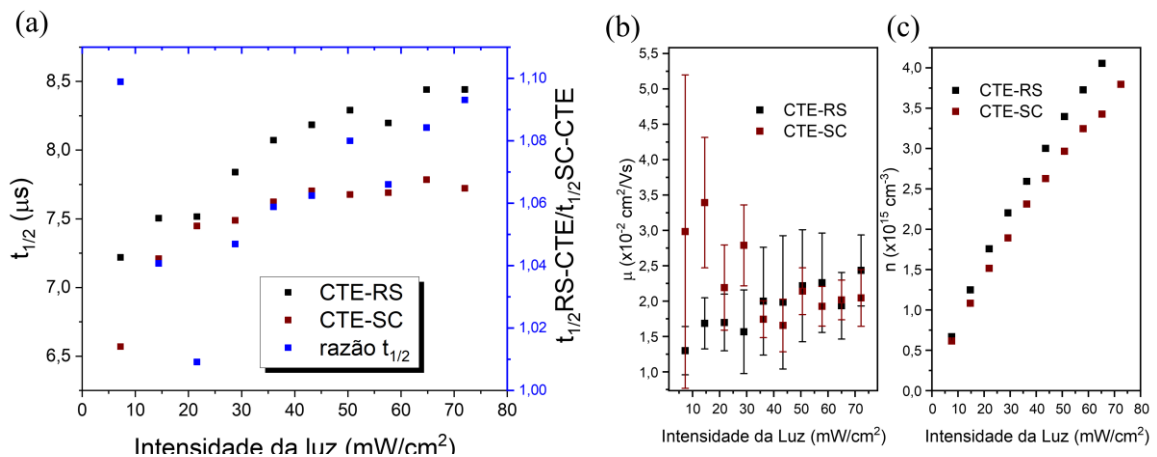 (a)
t1/2 (μs)
8,5
8,0
7,5
7,0
6,5
0 10 20 30 40 50 60 70 80
Intensidade da luz (mW/cm²)
CTE-RS
CTE-SC
razão t1/2
1,10
1,08
1,06
1,04
1,02
1,00
t1/2RS-CTE/t1/2SC-CTE
(b)
μ (x10⁻² cm²/Vs)
5,5
5,0
4,5
4,0
3,5
3,0
2,5
2,0
1,5
1,0
CTE-RS
CTE-SC
10 20 30 40 50 60 70
Intensidade da Luz (mW/cm²)
(c)
n (x10¹⁵ cm⁻³)
4,0
3,5
3,0
2,5
2,0
1,5
1,0
0,5
0,0
CTE-RS
CTE-SC
0 10 20 30 40 50 60 70 80
Intensidade da Luz (mW/cm²)